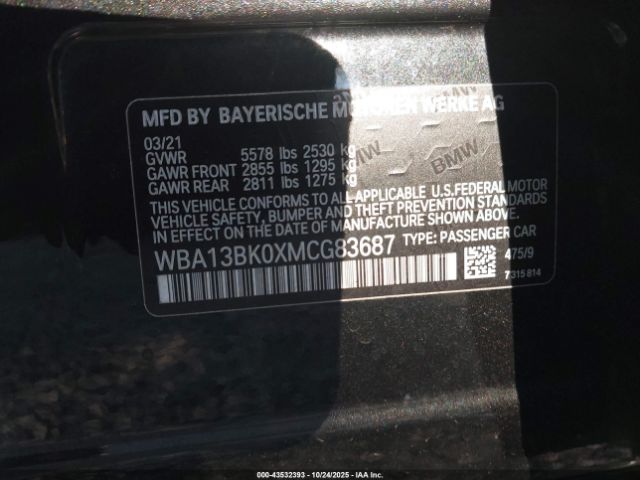 MFD BY BAYERISCHE MOTOREN WERKE AG
03/21
GVWR 5578 lbs 2530 kg
GAWR FRONT 2855 lbs 1295 kg
GAWR REAR 2811 lbs 1275 kg
BMW BMW
THIS VEHICLE CONFORMS TO ALL APPLICABLE U.S.FEDERAL MOTOR
VEHICLE SAFETY, BUMPER AND THEFT PREVENTION STANDARDS
IN EFFECT ON THE DATE OF MANUFACTURE SHOWN ABOVE.
WBA13BK0XMCG83687 TYPE: PASSENGER CAR
475/9
7315814
000-43532393 - 10/24/2025 - IAA Inc.